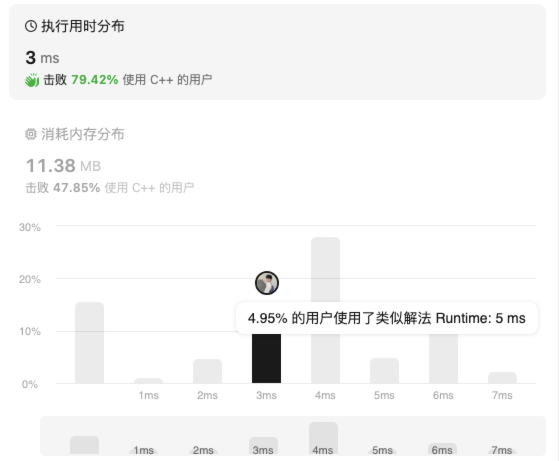 执行用时分布
3 ms
击败 79.42% 使用 C++ 的用户
消耗内存分布
11.38 MB
击败 47.85% 使用 C++ 的用户
30%
20%
4.95% 的用户使用了类似解法 Runtime: 5 ms
10%
0%
1ms 2ms 3ms 4ms 5ms 6ms 7ms
1ms 2ms 3ms 4ms 5ms 6ms 7ms